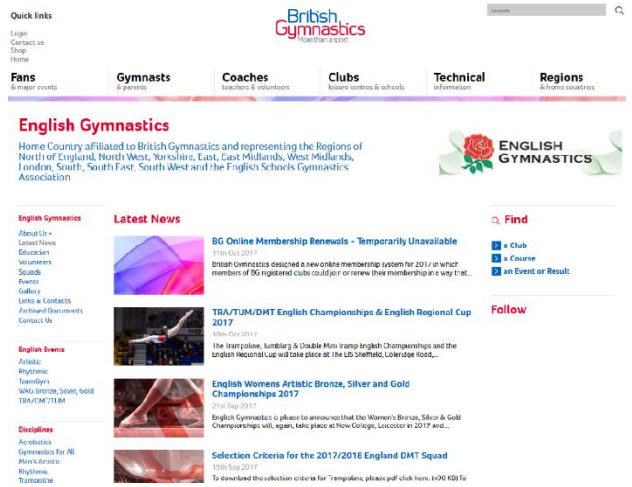 Quick links
Login
Contact us
Shop
Home
British
Gymnastics
More than a sport
Search
Fans
& major events
Gymnasts
& parents
Coaches
teachers & volunteers
Clubs
leisure centres & schools
Technical
information
Regions
& home countries
English Gymnastics
Home Country affiliated to British Gymnastics and representing the Regions of
North of England, North West, Yorkshire, East, East Midlands, West Midlands,
London, South, South East, South West and the English Schools Gymnastics
Association
ENGLISH
GYMNASTICS
English Gymnastics
About Us
Latest News
Education
Volunteers
Squads
Events
Gallery
Links & Contacts
Archived Documents
Contact Us
English Events
Artistic
Rhythmic
TeamGym
WAG Bronze, Silver, Gold
TRA/DMT/TUM
Disciplines
Acrobatics
Gymnastics for All
Men's Artistic
Rhythmic
Trampoline
Latest News
BG Online Membership Renewals - Temporarily Unavailable
11th Oct 2017
British Gymnastics designed a new online membership system for 2017 in which
members of BG registered clubs could join or renew their membership in a way that...
TRA/TUM/DMT English Championships & English Regional Cup
2017
10th Oct 2017
The Trampoline, Tumbling & Double Mini Tramp English Championships and the
English Regional Cup will take place at The EIS Sheffield, Coleridge Road,...
English Womens Artistic Bronze, Silver and Gold
Championships 2017
21st Sep 2017
English Gymnastics is please to announce that the Women's Bronze, Silver & Gold
Championships will, again, take place at New College, Leicester in 2017 and...
Selection Criteria for the 2017/2018 England DMT Squad
15th Sep 2017
To download the selection criteria for Trampoline, please pdf click here. (490 KB) To
Find
a Club
a Course
an Event or Result
Follow